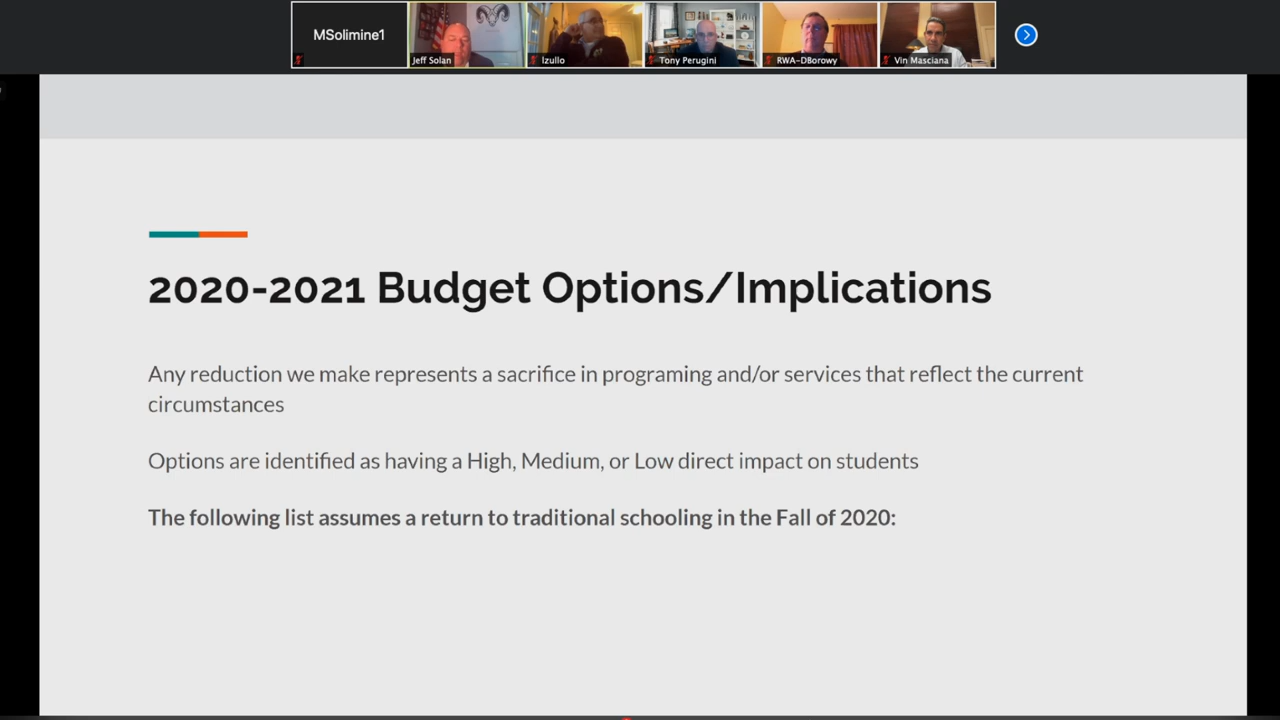 MSolimine1
Jeff Solan
lzullo
Tony Perugini
RWA-DBorowy
Vin Masciana
2020-2021 Budget Options/Implications
Any reduction we make represents a sacrifice in programing and/or services that reflect the current
circumstances
Options are identified as having a High, Medium, or Low direct impact on students
The following list assumes a return to traditional schooling in the Fall of 2020: